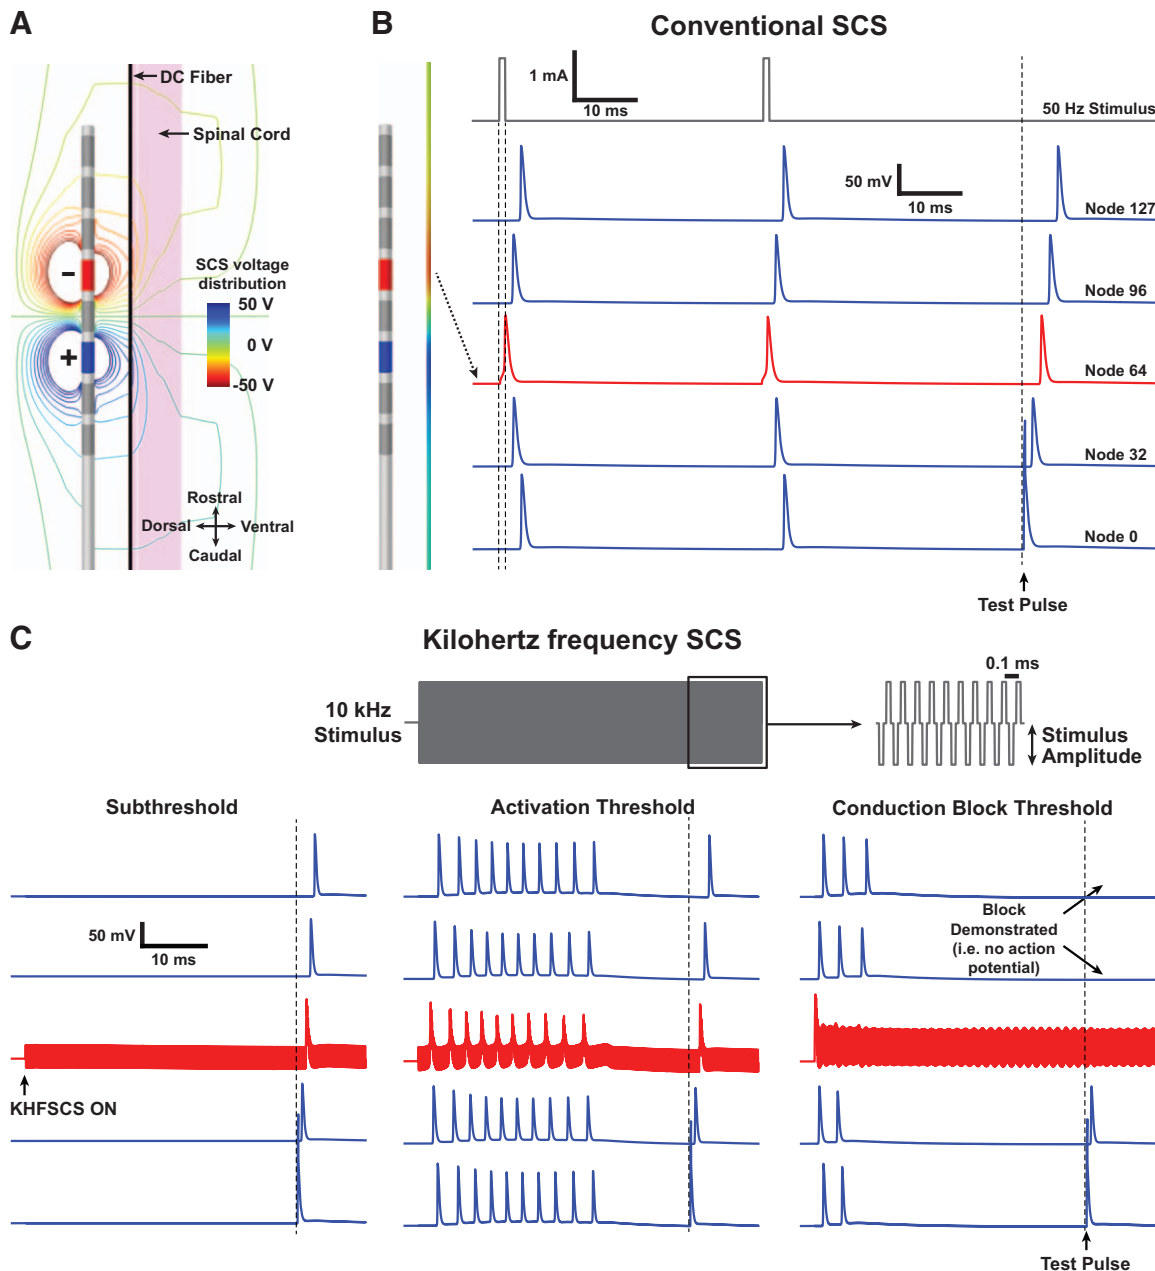 A
B
Conventional SCS
DC Fiber
Spinal Cord
SCS voltage
distribution
50 V
0 V
-50 V
−
+
Rostral
Dorsal
Ventral
Caudal
1 mA
10 ms
50 Hz Stimulus
50 mV
10 ms
Node 127
Node 96
Node 64
Node 32
Node 0
Test Pulse
C
Kilohertz frequency SCS
10 kHz
Stimulus
0.1 ms
Stimulus
Amplitude
Subthreshold
Activation Threshold
Conduction Block Threshold
50 mV
10 ms
Block
Demonstrated
(i.e. no action
potential)
KHFSCS ON
Test Pulse